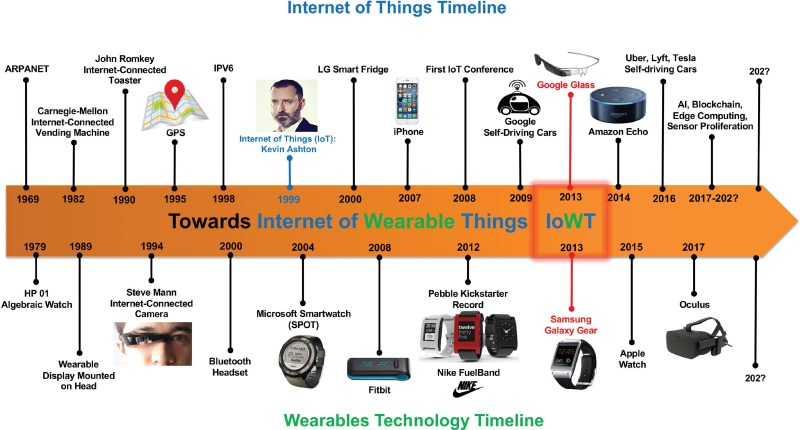 Internet of Things Timeline
ARPANET
Carnegie-Mellon
Internet-Connected
Vending Machine
John Romkey
Internet-Connected
Toaster
GPS
IPV6
Internet of Things (IoT):
Kevin Ashton
LG Smart Fridge
iPhone
First IoT Conference
Google
Self-Driving Cars
Google Glass
Amazon Echo
Uber, Lyft, Tesla
Self-driving Cars
AI, Blockchain,
Edge Computing,
Sensor Proliferation
202?
1969 1982 1990 1995 1998 1999 2000 2007 2008 2009 2013 2014 2016 2017-202?
Towards Internet of Wearable Things IoWT
1979 1989 1994 2000 2004 2008 2012 2013 2015 2017
HP 01
Algebraic Watch
Wearable
Display Mounted
on Head
Steve Mann
Internet-Connected
Camera
Bluetooth
Headset
Microsoft Smartwatch
(SPOT)
Fitbit
Pebble Kickstarter
Record
twelve
thirty
Nike FuelBand
NIKE
Samsung
Galaxy Gear
Apple
Watch
Oculus
202?
Wearables Technology Timeline